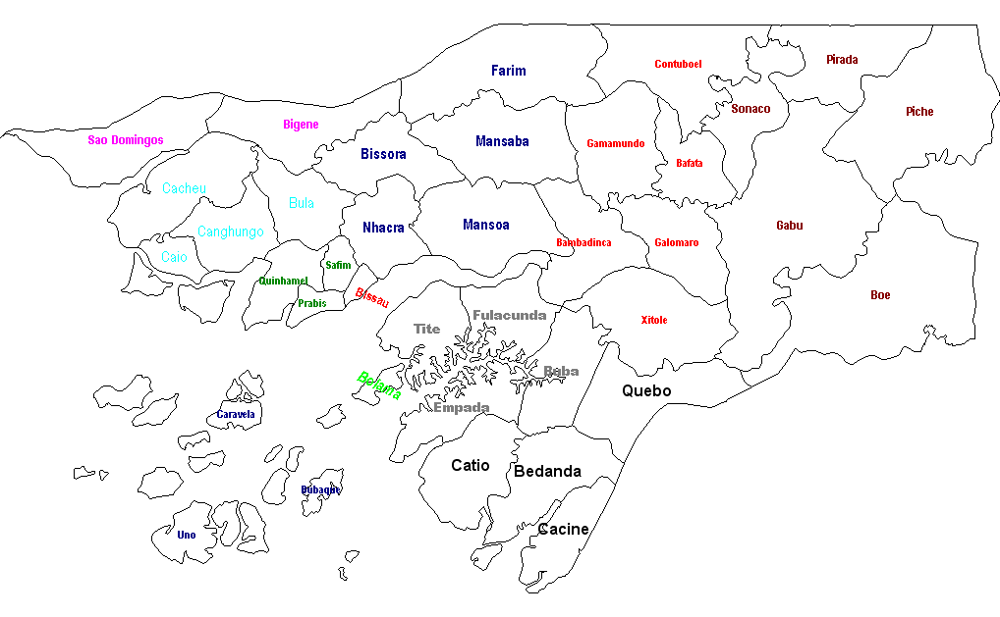 Farim
Contuboel
Pirada
Sonaco
Piche
Sao Domingos
Bigene
Bissora
Mansaba
Gamamundo
Bafata
Cacheu
Bula
Canghungo
Nhacra
Mansoa
Bambadinca
Galomaro
Gabu
Caio
Safim
Quinhamel
Prabis
Bissau
Boe
Tite
Fulacunda
Xitole
Buba
Bolama
Quebo
Empada
Caravela
Catio
Bedanda
Bubaque
Uno
Cacine